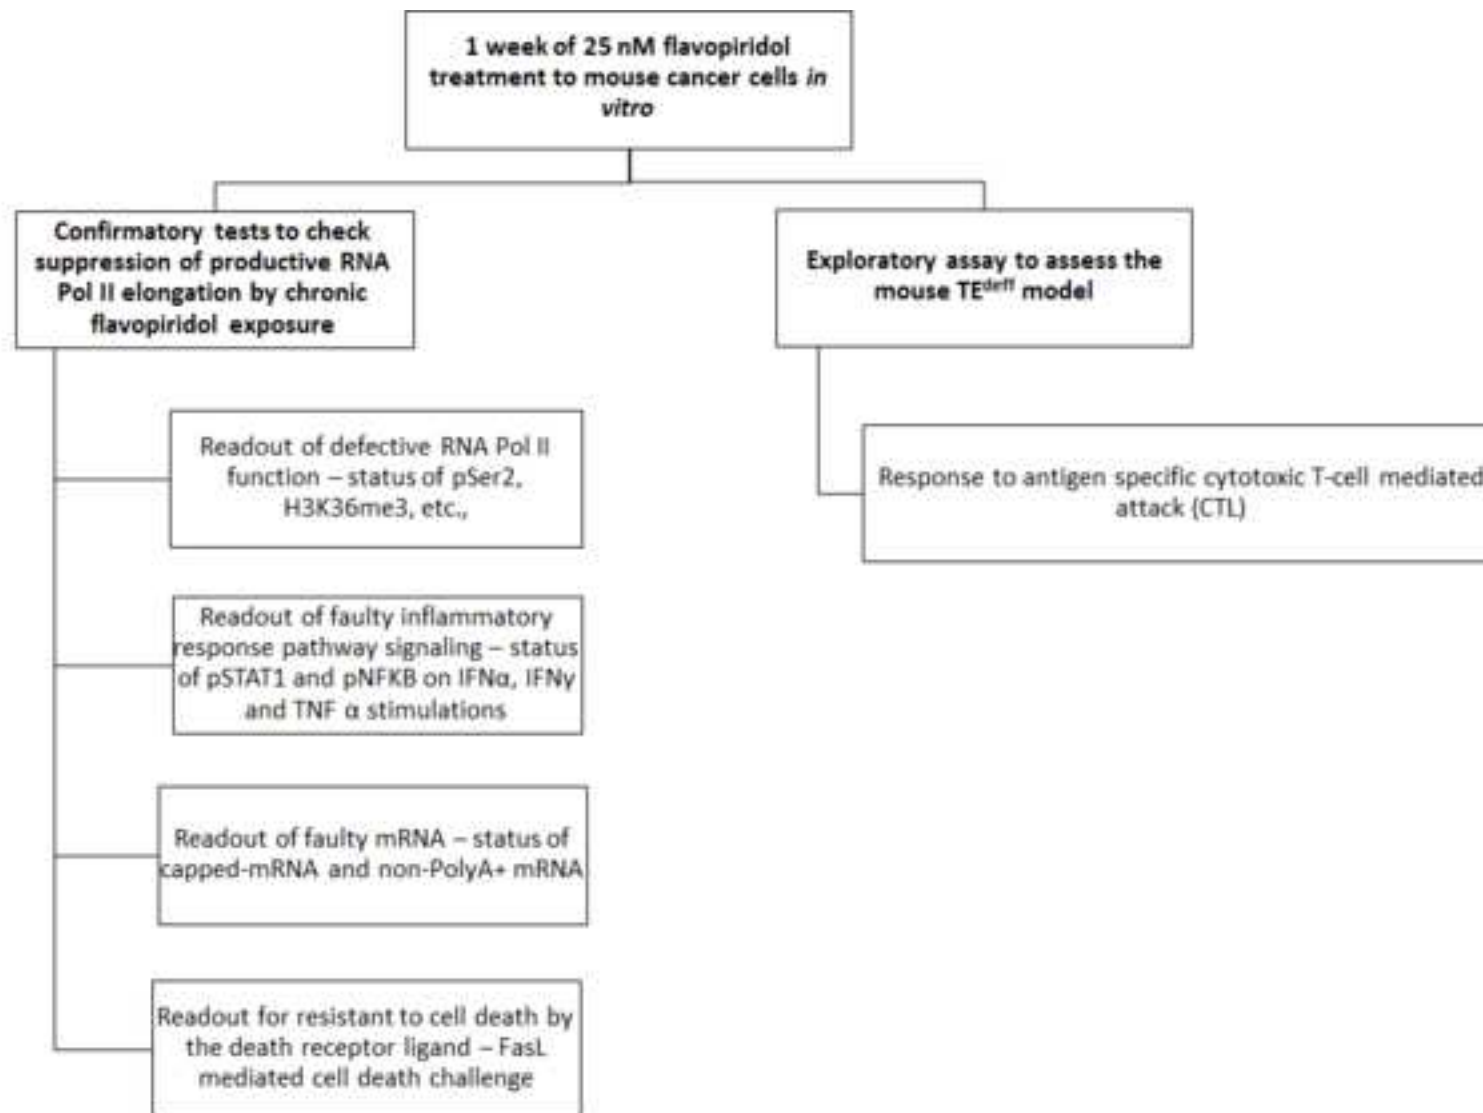 1 week of 25 nM flavopiridol
treatment to mouse cancer cells in
vitro
Confirmatory tests to check
suppression of productive RNA
Pol II elongation by chronic
flavopiridol exposure
Exploratory assay to assess the
mouse TEdeff model
Readout of defective RNA Pol II
function – status of pSer2,
H3K36me3, etc.,
Response to antigen specific cytotoxic T-cell mediated
attack (CTL)
Readout of faulty inflammatory
response pathway signaling – status
of pSTAT1 and pNFKB on IFNα, IFNγ
and TNF α stimulations
Readout of faulty mRNA – status of
capped-mRNA and non-PolyA+ mRNA
Readout for resistant to cell death by
the death receptor ligand – FasL
mediated cell death challenge